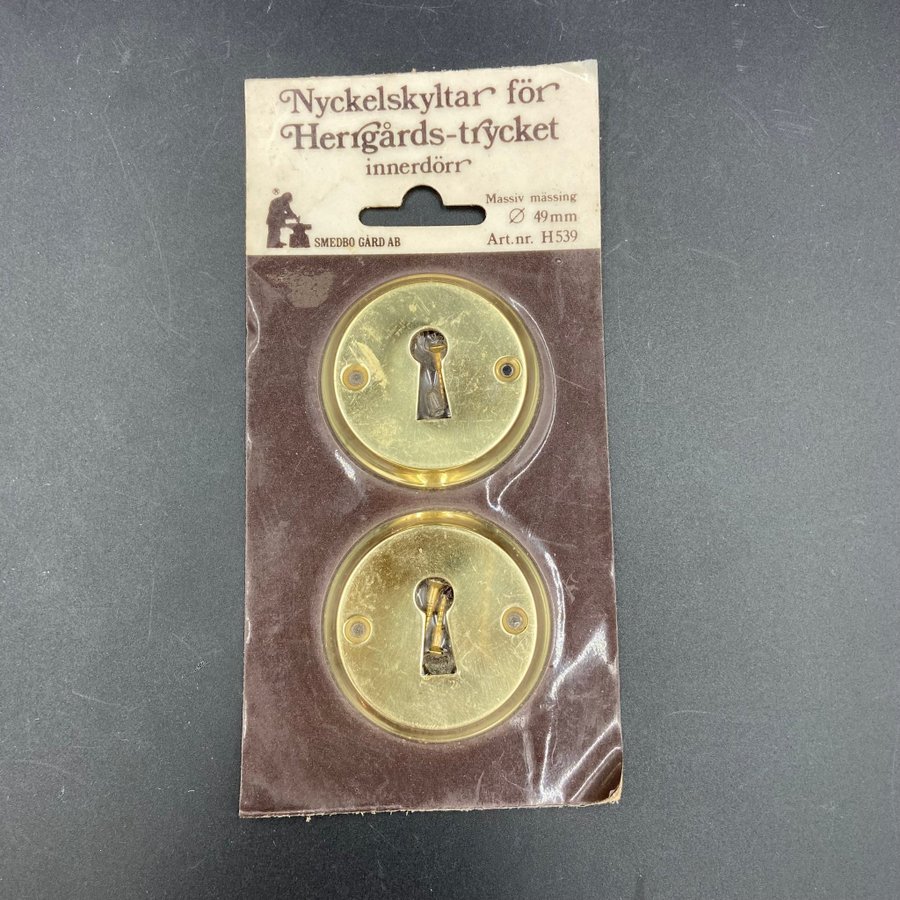 Nyckelskyltar för
Herrgårds-trycket
innerdörr
Massiv mässing
Ø 49mm
Art.nr. H539
®
SMEDBO GÅRD AB